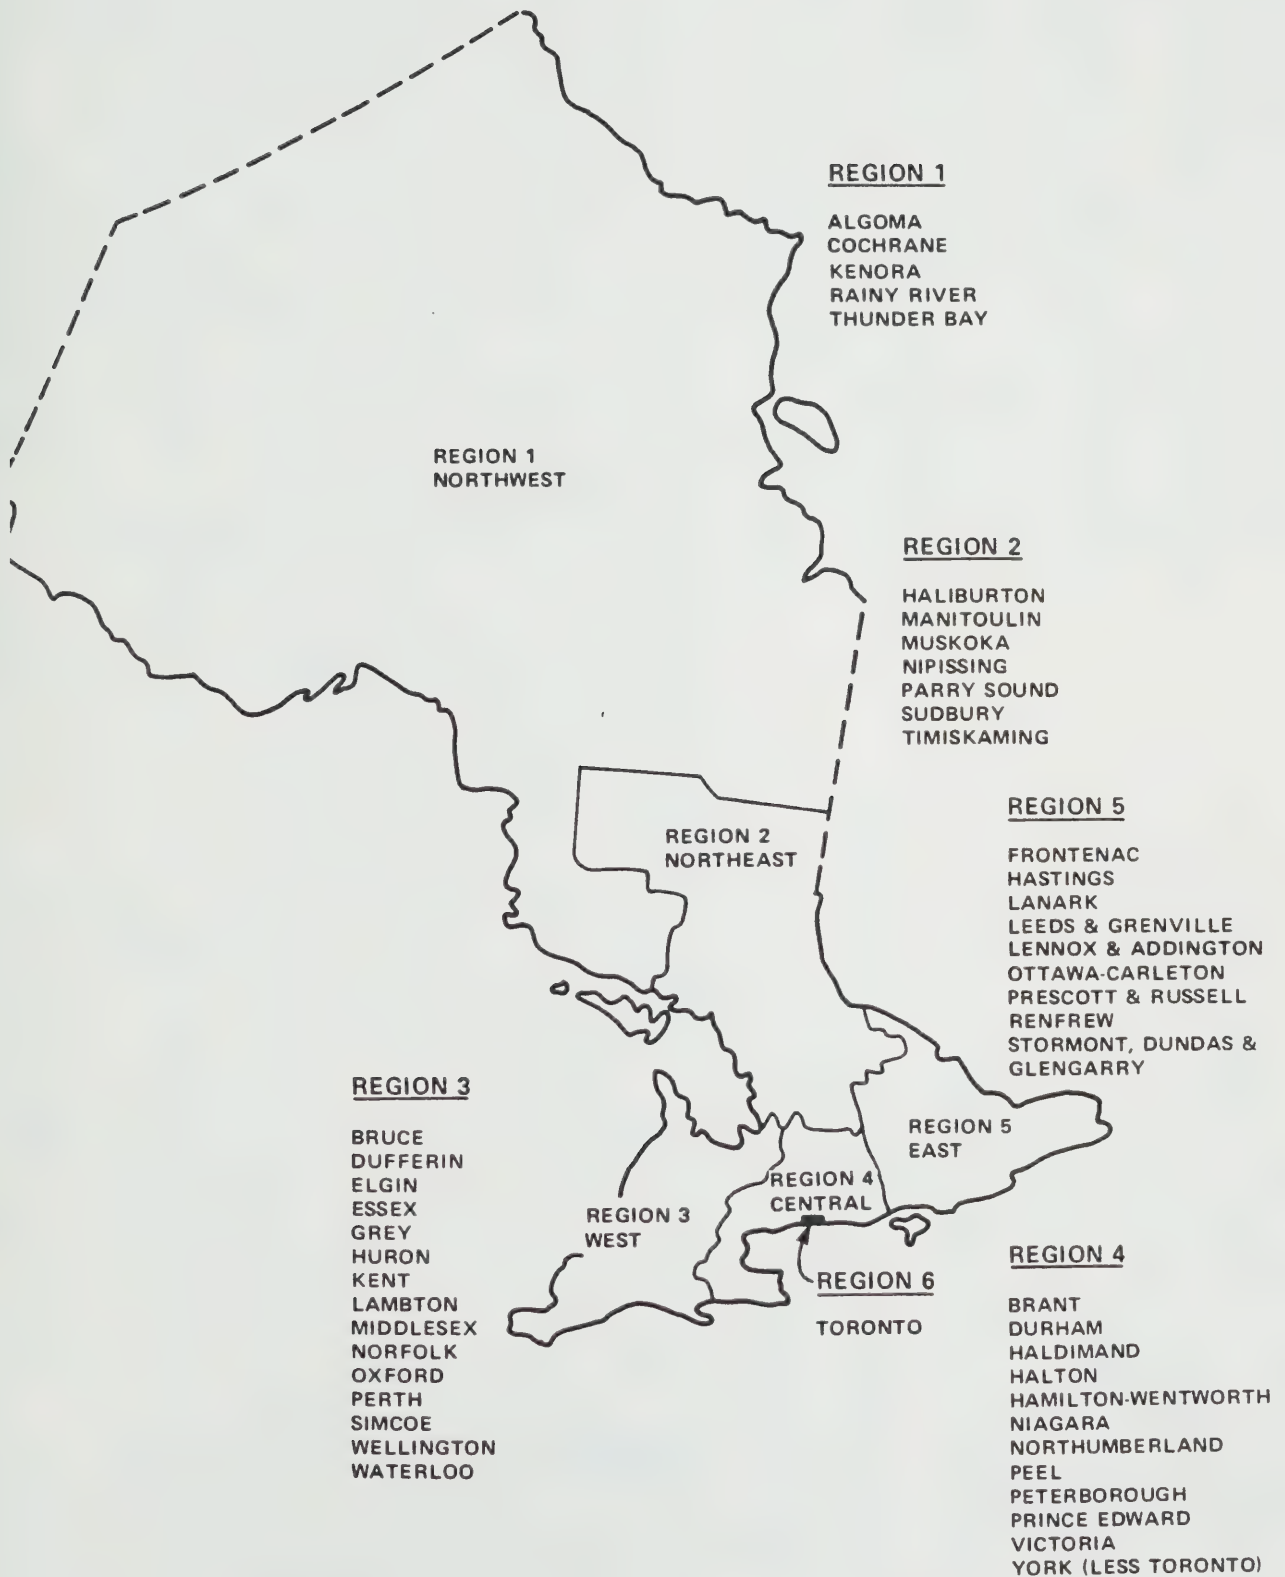 REGION 1
ALGOMA
COCHRANE
KENORA
RAINY RIVER
THUNDER BAY
REGION 1
NORTHWEST
REGION 2
HALIBURTON
MANITOULIN
MUSKOKA
NIPISSING
PARRY SOUND
SUDBURY
TIMISKAMING
REGION 2
NORTHEAST
REGION 5
FRONTENAC
HASTINGS
LANARK
LEEDS & GRENVILLE
LENNOX & ADDINGTON
OTTAWA-CARLETON
PRESCOTT & RUSSELL
RENFREW
STORMONT, DUNDAS &
GLENGARRY
REGION 5
EAST
REGION 3
BRUCE
DUFFERIN
ELGIN
ESSEX
GREY
HURON
KENT
LAMBTON
MIDDLESEX
NORFOLK
OXFORD
PERTH
SIMCOE
WELLINGTON
WATERLOO
REGION 4
CENTRAL
REGION 3
WEST
REGION 6
TORONTO
REGION 4
BRANT
DURHAM
HALDIMAND
HALTON
HAMILTON-WENTWORTH
NIAGARA
NORTHUMBERLAND
PEEL
PETERBOROUGH
PRINCE EDWARD
VICTORIA
YORK (LESS TORONTO)